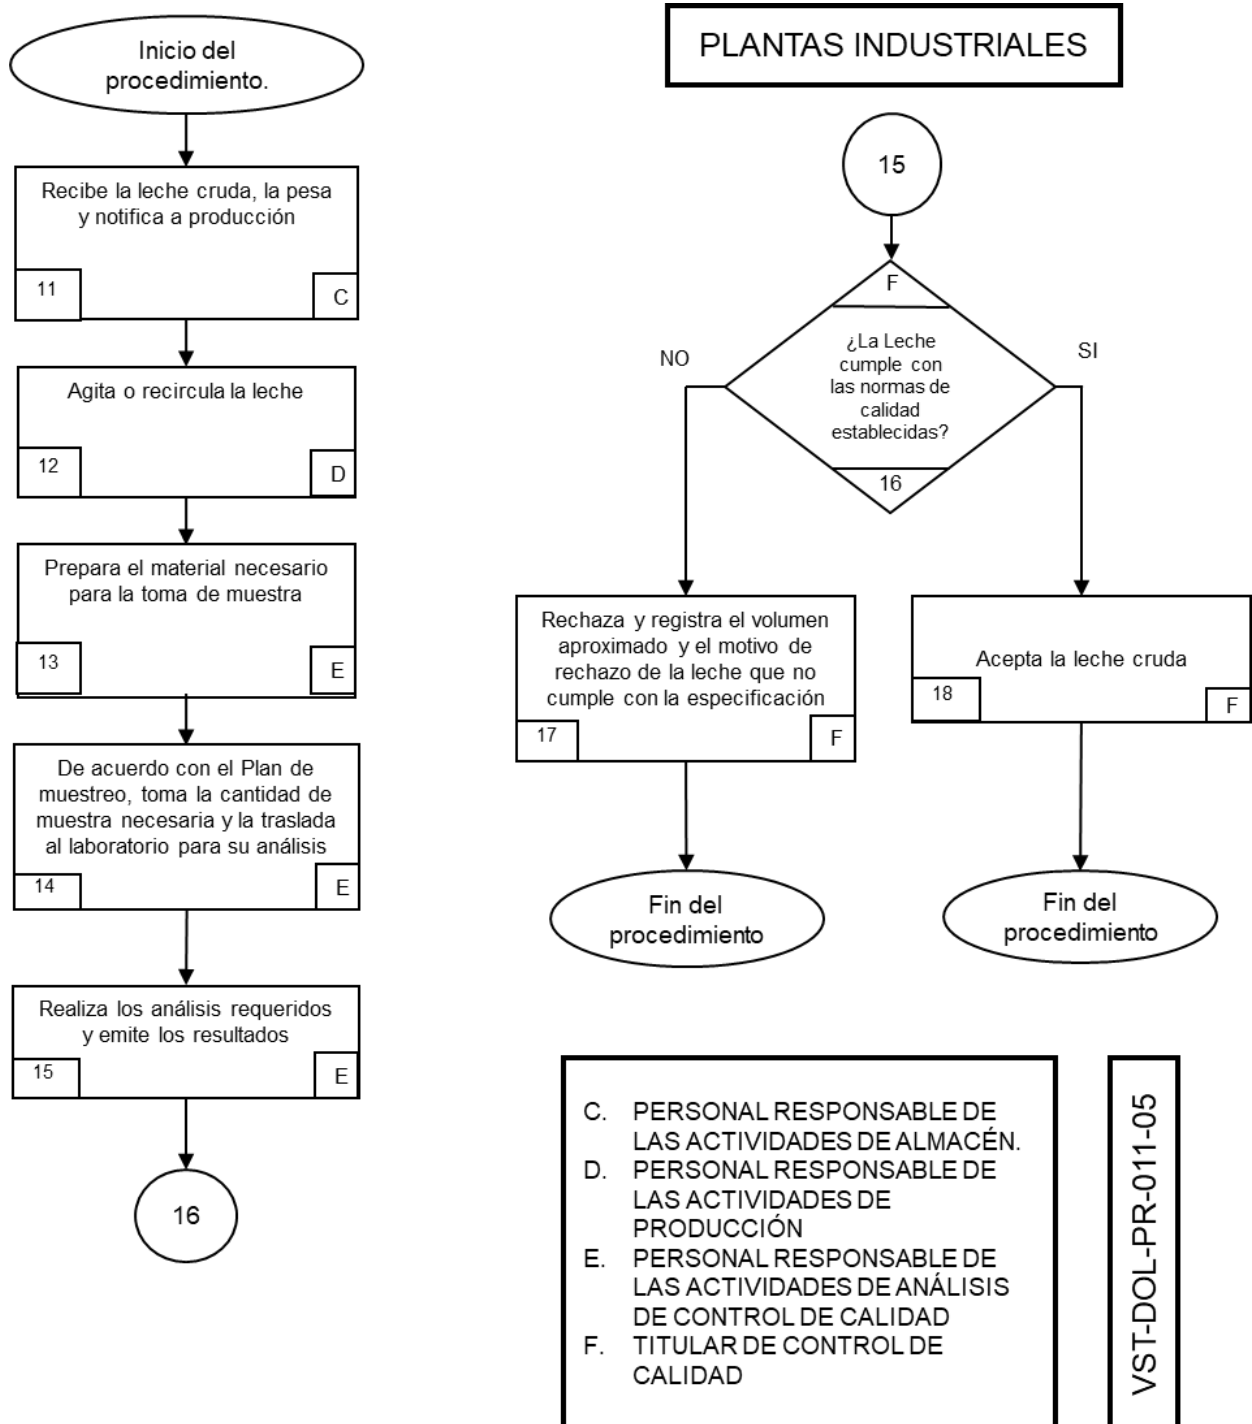 Inicio del
procedimiento.
Recibe la leche cruda, la pesa
y notifica a producción
11
C
Agita o recircula la leche
12
D
Prepara el material necesario
para la toma de muestra
13
E
De acuerdo con el Plan de
muestreo, toma la cantidad de
muestra necesaria y la traslada
al laboratorio para su análisis
14
E
Realiza los análisis requeridos
y emite los resultados
15
E
16
PLANTAS INDUSTRIALES
15
F
¿La Leche
cumple con
las normas de
calidad
establecidas?
16
NO
SI
Rechaza y registra el volumen
aproximado y el motivo de
rechazo de la leche que no
cumple con la especificación
17
F
Acepta la leche cruda
18
F
Fin del
procedimiento
Fin del
procedimiento
C. PERSONAL RESPONSABLE DE
LAS ACTIVIDADES DE ALMACÉN.
D. PERSONAL RESPONSABLE DE
LAS ACTIVIDADES DE
PRODUCCIÓN
E. PERSONAL RESPONSABLE DE
LAS ACTIVIDADES DE ANÁLISIS
DE CONTROL DE CALIDAD
F. TITULAR DE CONTROL DE
CALIDAD
VST-DOL-PR-011-05